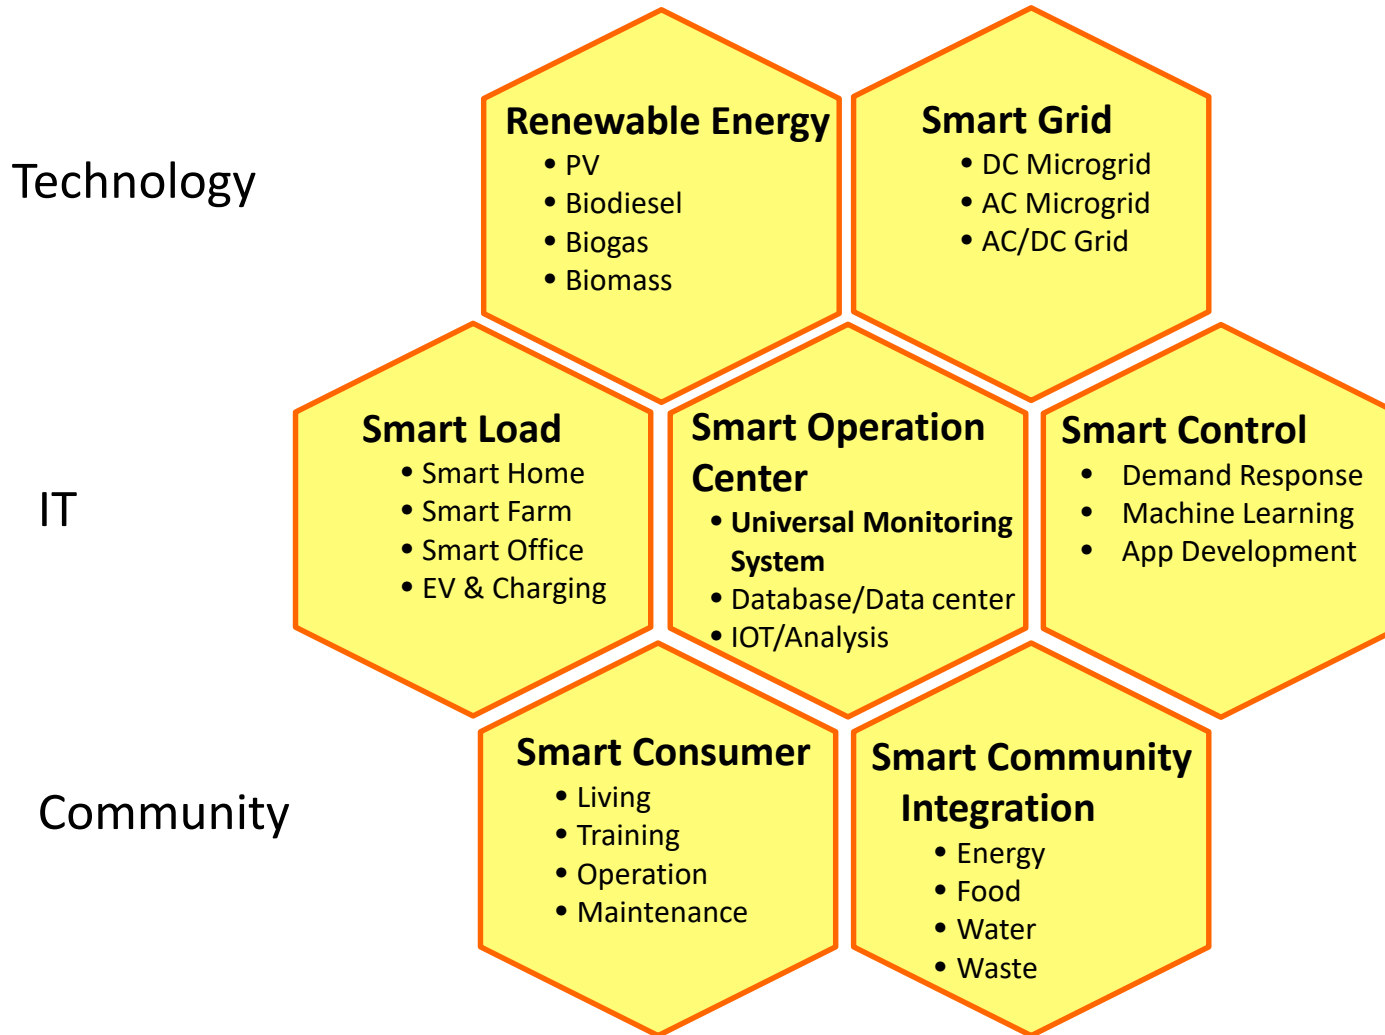 Technology
Renewable Energy
• PV
• Biodiesel
• Biogas
• Biomass
Smart Grid
• DC Microgrid
• AC Microgrid
• AC/DC Grid
IT
Smart Load
• Smart Home
• Smart Farm
• Smart Office
• EV & Charging
Smart Operation
Center
• Universal Monitoring
System
• Database/Data center
• IOT/Analysis
Smart Control
• Demand Response
• Machine Learning
• App Development
Community
Smart Consumer
• Living
• Training
• Operation
• Maintenance
Smart Community
Integration
• Energy
• Food
• Water
• Waste